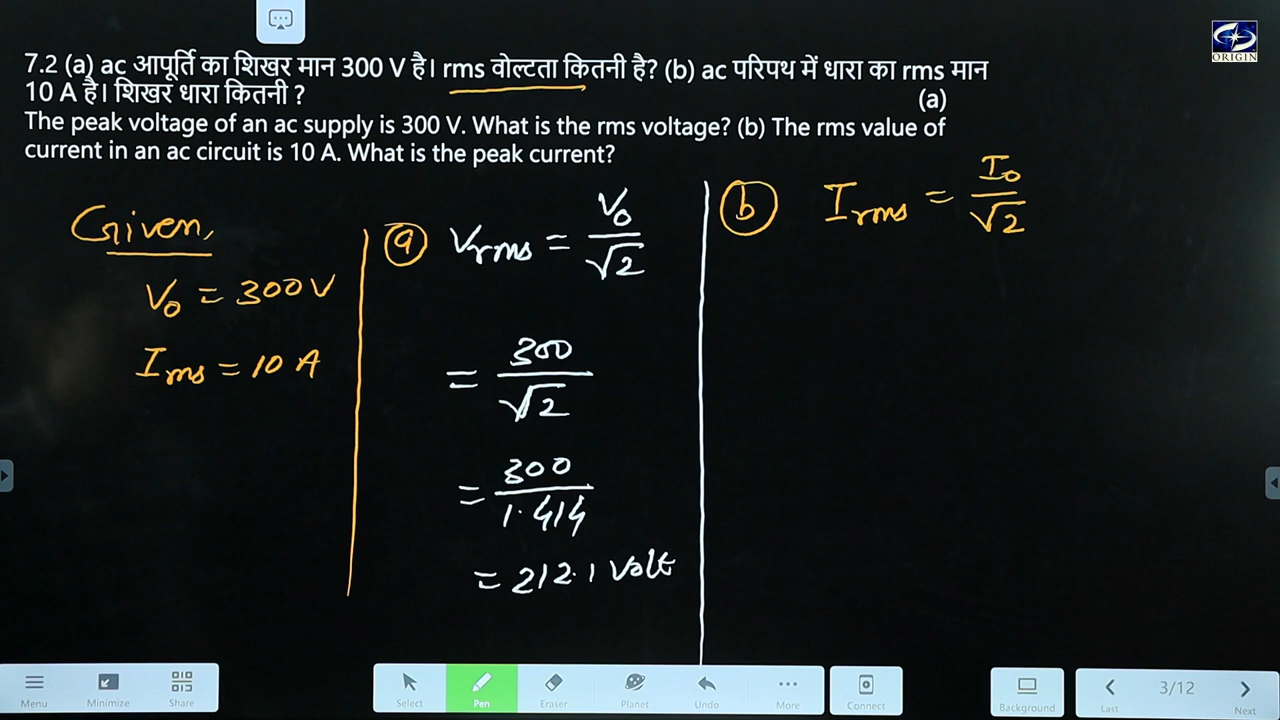 ORIGIN
7.2 (a) ac आपूर्ति का शिखर मान 300 V है। rms वोल्टता कितनी है? (b) ac परिपथ में धारा का rms मान
10 A है। शिखर धारा कितनी ?
(a)
The peak voltage of an ac supply is 300 V. What is the rms voltage? (b) The rms value of
current in an ac circuit is 10 A. What is the peak current?
Given,
V₀ = 300 V
I rms = 10 A
(a) Vrms = V₀/√2
= 300/√2
= 300/1.414
= 212.1 Volt
(b) I rms = I₀/√2
Menu
Minimize
Share
Select
Pen
Eraser
Planet
Undo
More
Connect
Background
Last
3/12
Next